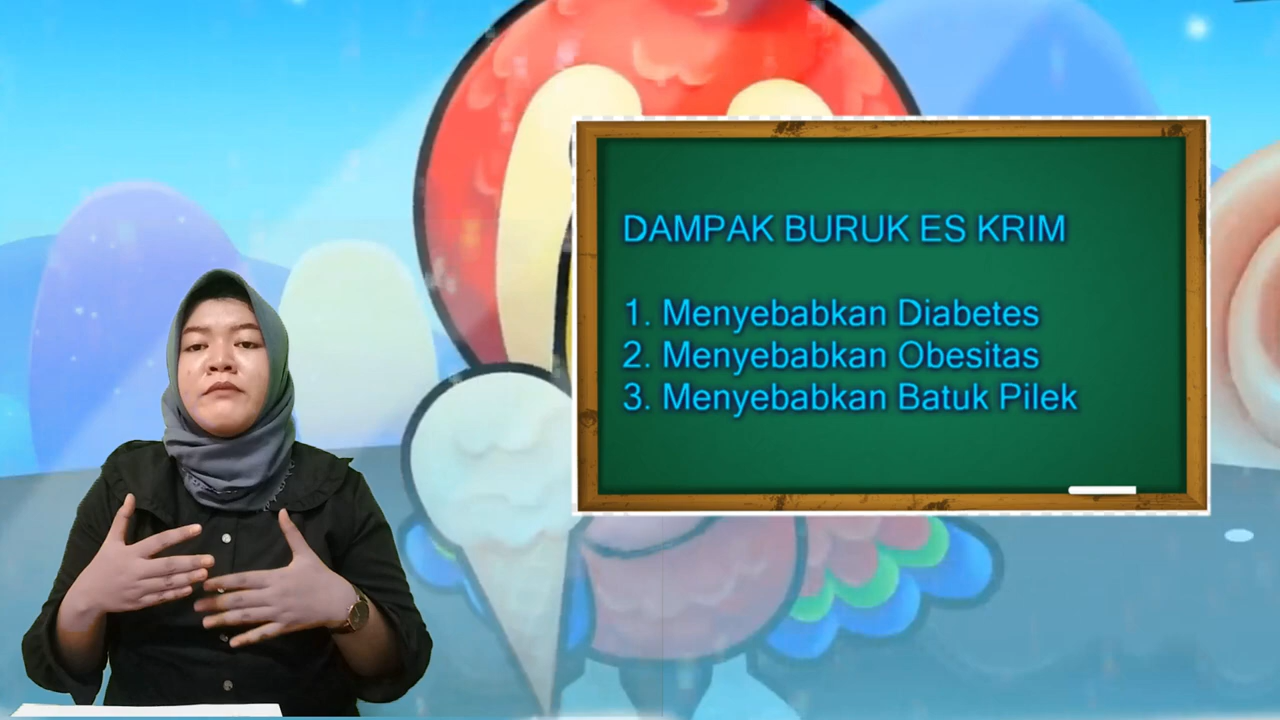 DAMPAK BURUK ES KRIM
1. Menyebabkan Diabetes
2. Menyebabkan Obesitas
3. Menyebabkan Batuk Pilek